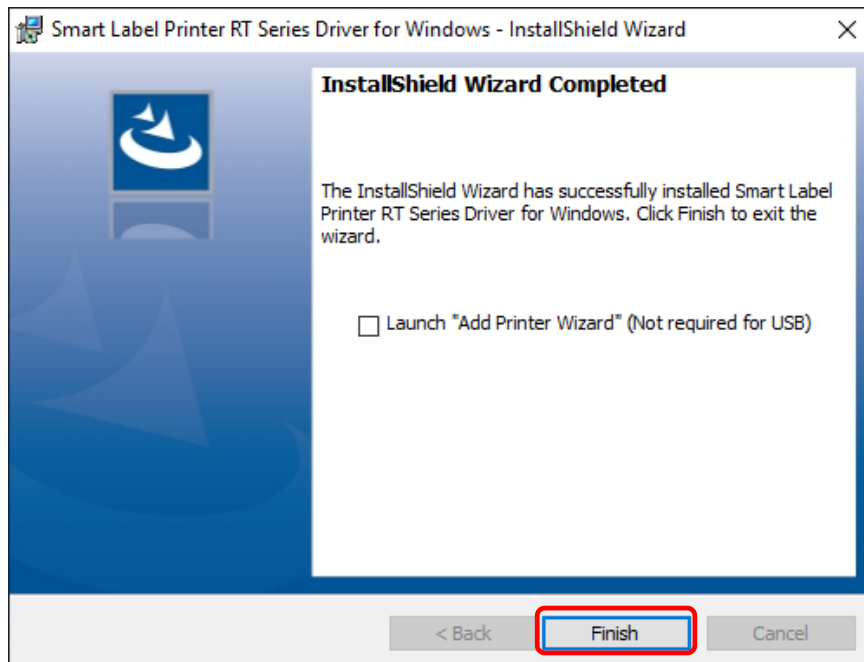 Smart Label Printer RT Series Driver for Windows - InstallShield Wizard
InstallShield Wizard Completed
The InstallShield Wizard has successfully installed Smart Label
Printer RT Series Driver for Windows. Click Finish to exit the
wizard.
Launch "Add Printer Wizard" (Not required for USB)
< Back
Finish
Cancel